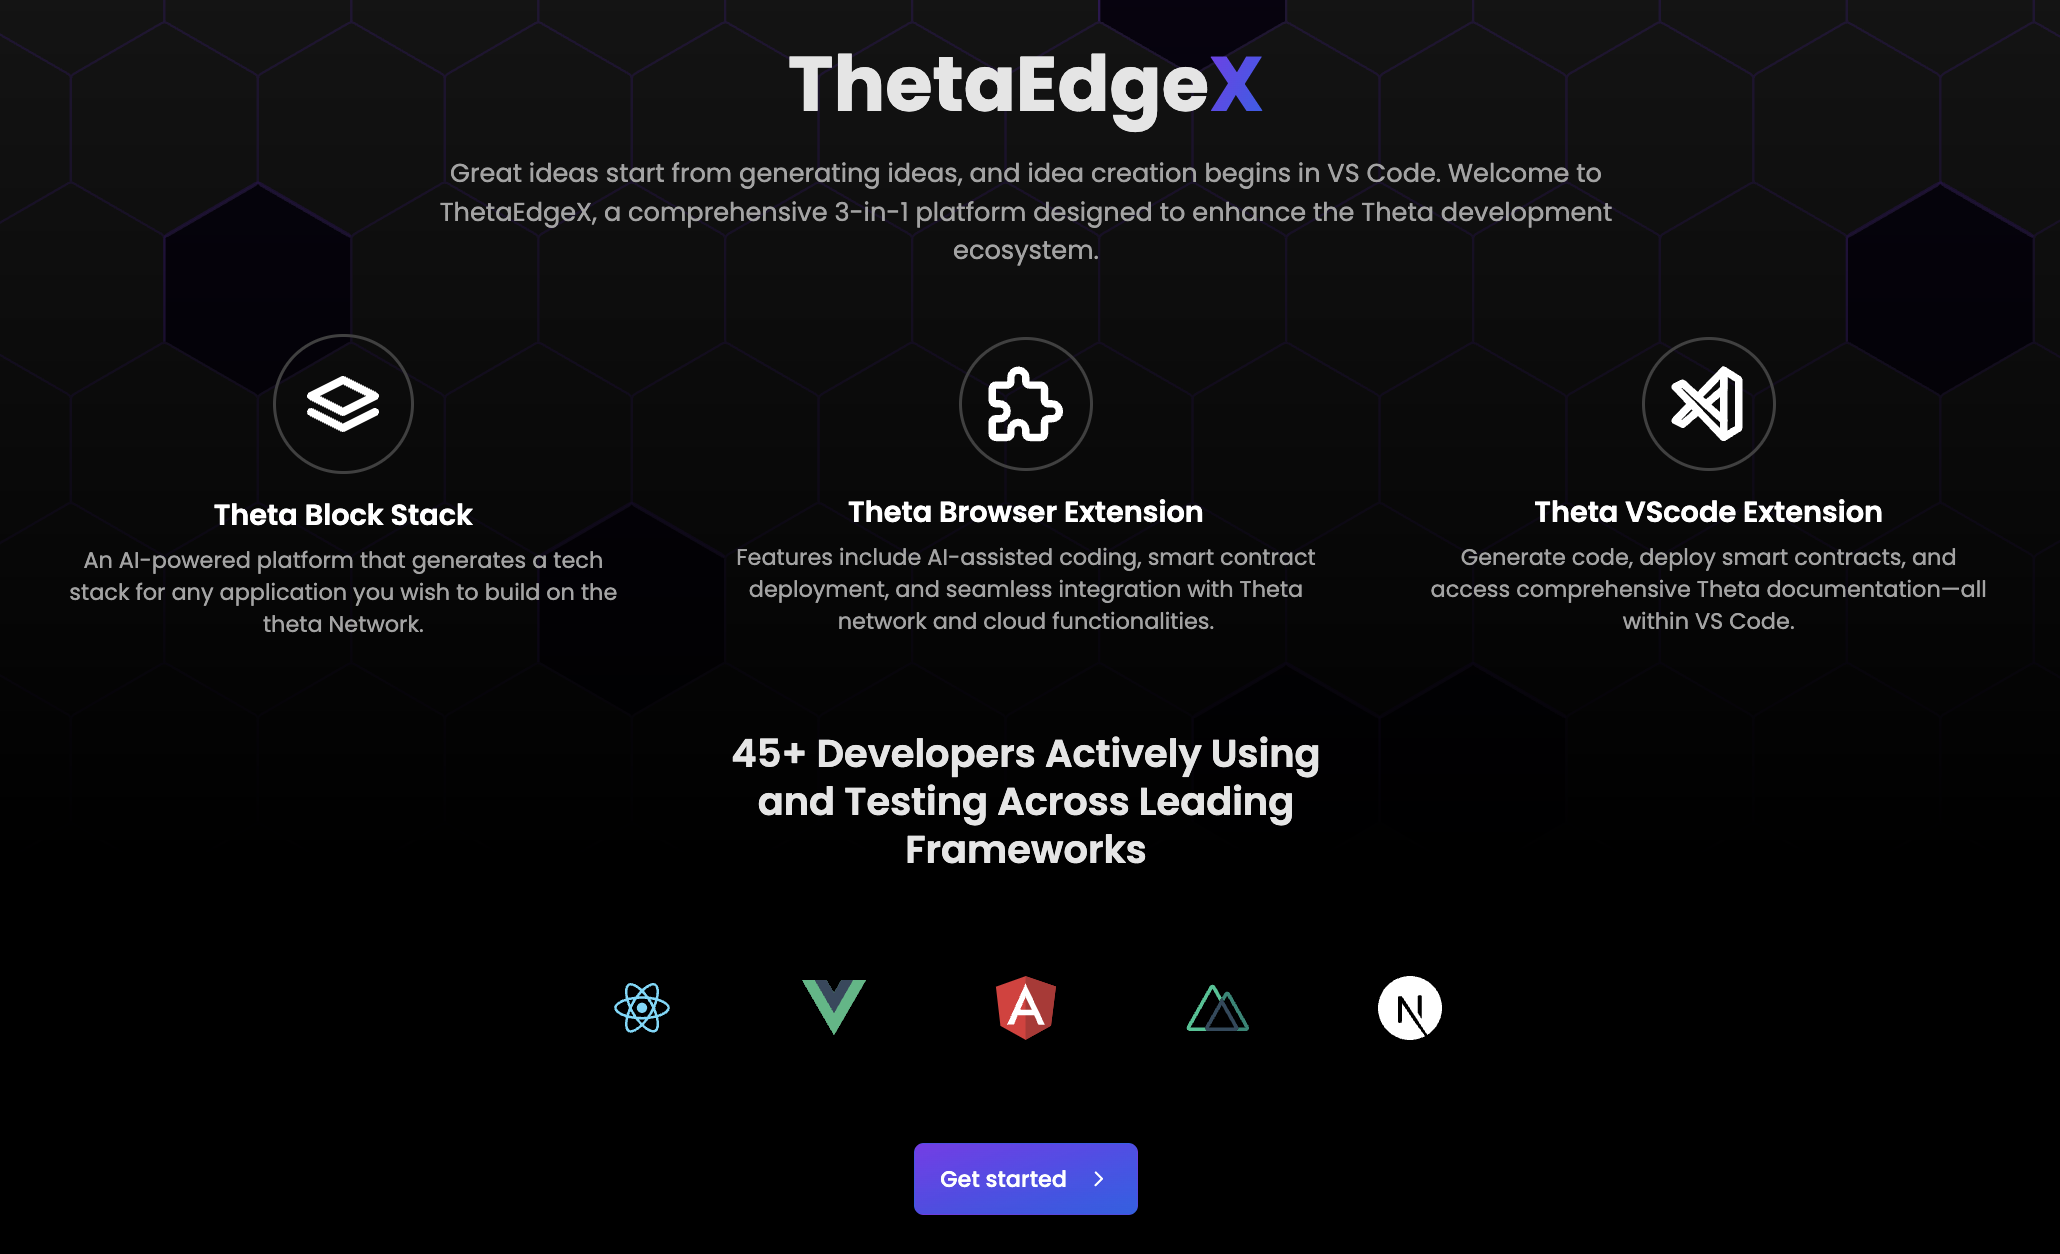 ThetaEdgeX
Great ideas start from generating ideas, and idea creation begins in VS Code. Welcome to
ThetaEdgeX, a comprehensive 3-in-1 platform designed to enhance the Theta development
ecosystem.
Theta Block Stack
An AI-powered platform that generates a tech
stack for any application you wish to build on the
theta Network.
Theta Browser Extension
Features include AI-assisted coding, smart contract
deployment, and seamless integration with Theta
network and cloud functionalities.
Theta VScode Extension
Generate code, deploy smart contracts, and
access comprehensive Theta documentation—all
within VS Code.
45+ Developers Actively Using
and Testing Across Leading
Frameworks
Get started